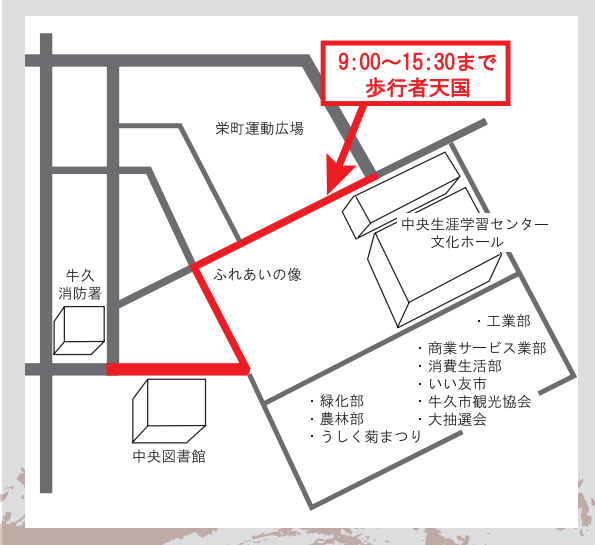 9:00～15:30まで
歩行者天国
栄町運動広場
中央生涯学習センター
文化ホール
ふれあいの像
牛久
消防署
・工業部
・商業サービス業部
・消費生活部
・いい友市
・牛久市観光協会
・大抽選会
・緑化部
・農林部
・うしく菊まつり
中央図書館